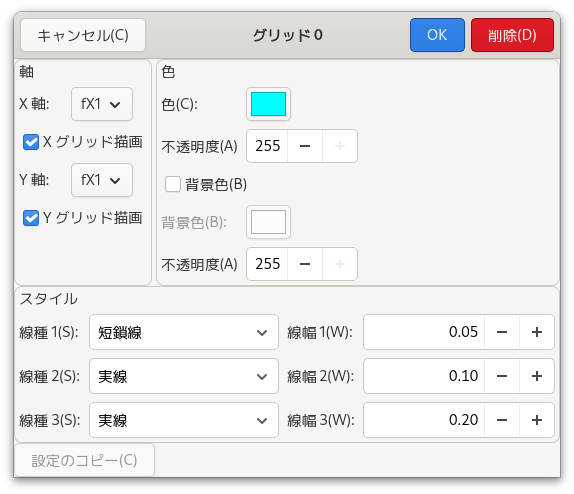 キャンセル(C) グリッド 0 OK 削除(D)
軸
X 軸: fX1
X グリッド描画
Y 軸: fX1
Y グリッド描画
色
色(C):
不透明度(A) 255 − +
背景色(B)
背景色(B):
不透明度(A) 255 − +
スタイル
線種 1(S): 短鎖線 線幅 1(W): 0.05 − +
線種 2(S): 実線 線幅 2(W): 0.10 − +
線種 3(S): 実線 線幅 3(W): 0.20 − +
設定のコピー(C)